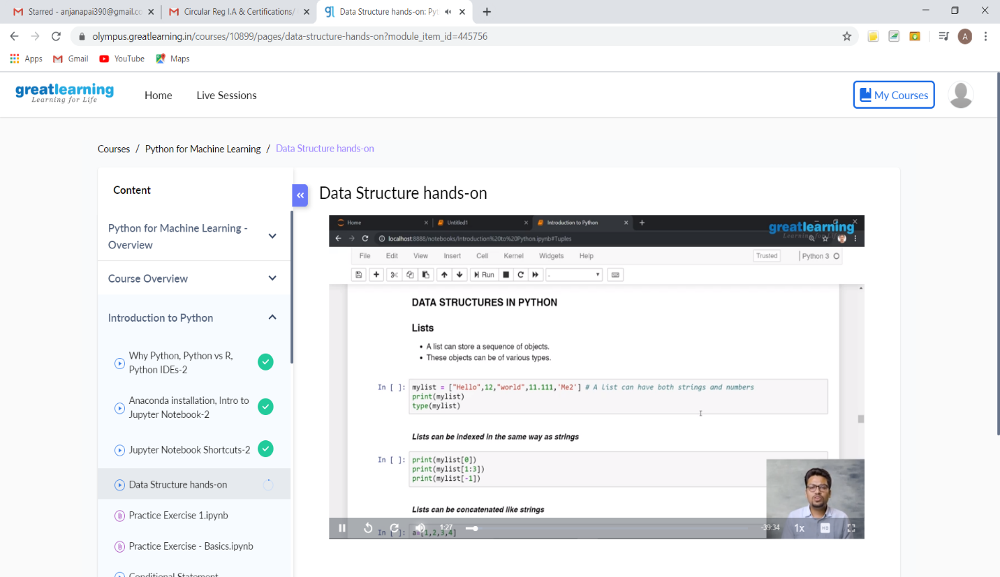 Starred - anjanapai390@gmail.co
Circular Reg I.A & Certifications/
Data Structure hands-on: Pyt
olympus.greatlearning.in/courses/10899/pages/data-structure-hands-on?module_item_id=445756
A
Apps
Gmail
YouTube
Maps
greatlearning
Learning for Life
Home
Live Sessions
My Courses
Courses / Python for Machine Learning / Data Structure hands-on
Content
Python for Machine Learning -
Overview
Course Overview
Introduction to Python
Why Python, Python vs R,
Python IDEs-2
Anaconda installation, Intro to
Jupyter Notebook-2
Jupyter Notebook Shortcuts-2
Data Structure hands-on
Practice Exercise 1.ipynb
Practice Exercise - Basics.ipynb
Conditional Statement
Data Structure hands-on
Home
Untitled1
Introduction to Python
greatlearning
Learning for Life
localhost:8888/notebooks/Introduction%20to%20Python.ipynb#Tuples
File Edit View Insert Cell Kernel Widgets Help
Trusted
Python 3
Run
-
DATA STRUCTURES IN PYTHON
Lists
• A list can store a sequence of objects.
• These objects can be of various types.
In [ ]: mylist = ["Hello",12,"world",11.111,'Me2'] # A list can have both strings and numbers
print(mylist)
type(mylist)
Lists can be indexed in the same way as strings
In [ ]: print(mylist[0])
print(mylist[1:3])
print(mylist[-1])
Lists can be concatenated like strings
In [ ]: a=[1,2,3,4]
1:27
-39:34
1x
HD